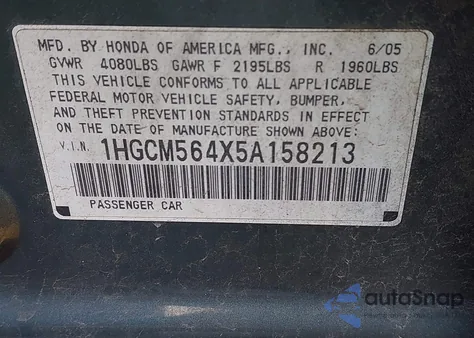 MFD. BY HONDA OF AMERICA MFG., INC. 6/05
GVWR 4080LBS GAWR F 2195LBS R 1960LBS
THIS VEHICLE CONFORMS TO ALL APPLICABLE
FEDERAL MOTOR VEHICLE SAFETY, BUMPER,
AND THEFT PREVENTION STANDARDS IN EFFECT
ON THE DATE OF MANUFACTURE SHOWN ABOVE:
V.I.N. 1HGCM564X5A158213
PASSENGER CAR
autoSnap